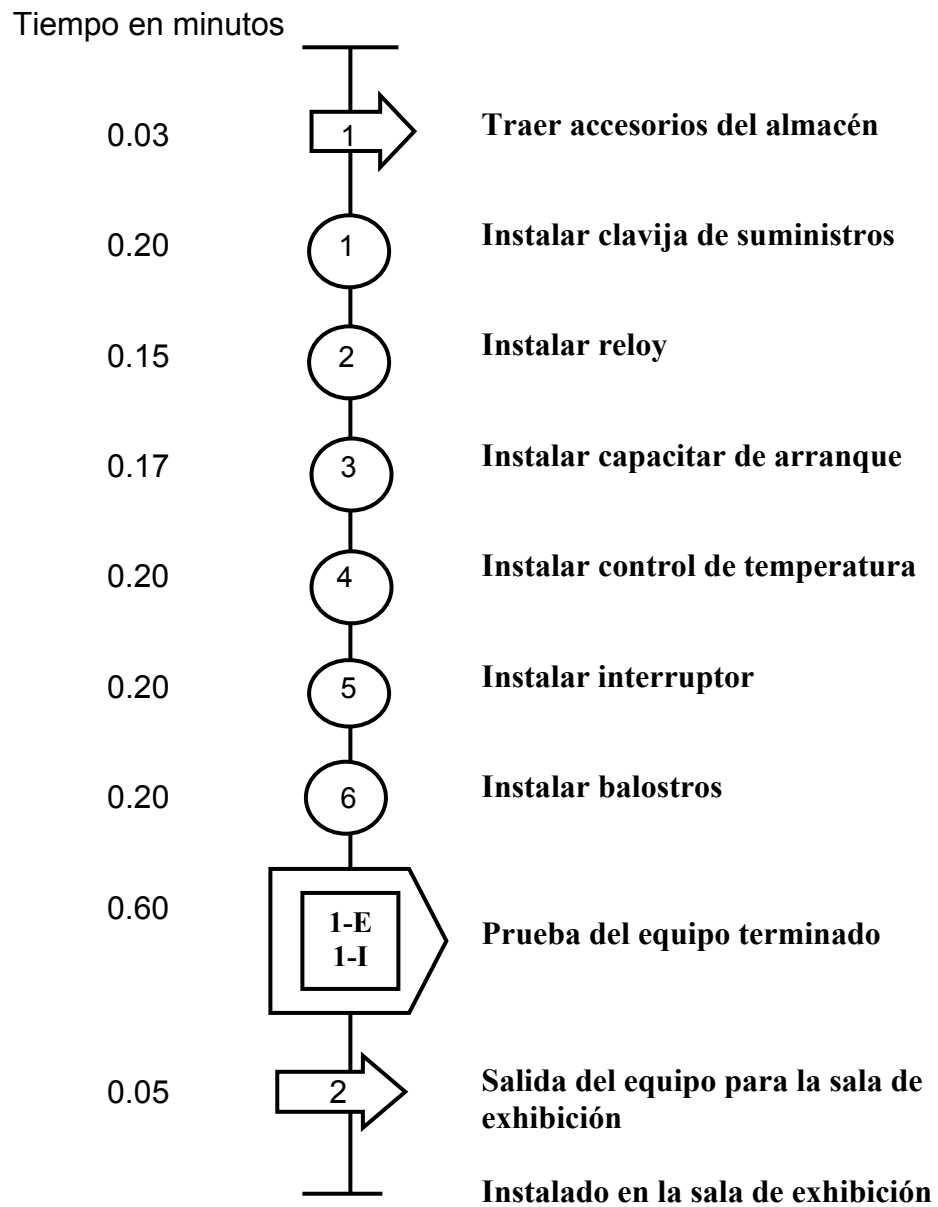 Tiempo en minutos
0.03
1
Traer accesorios del almacén
0.20
1
Instalar clavija de suministros
0.15
2
Instalar reloy
0.17
3
Instalar capacitar de arranque
0.20
4
Instalar control de temperatura
0.20
5
Instalar interruptor
0.20
6
Instalar balostros
0.60
1-E
1-I
Prueba del equipo terminado
0.05
2
Salida del equipo para la sala de
exhibición
Instalado en la sala de exhibición